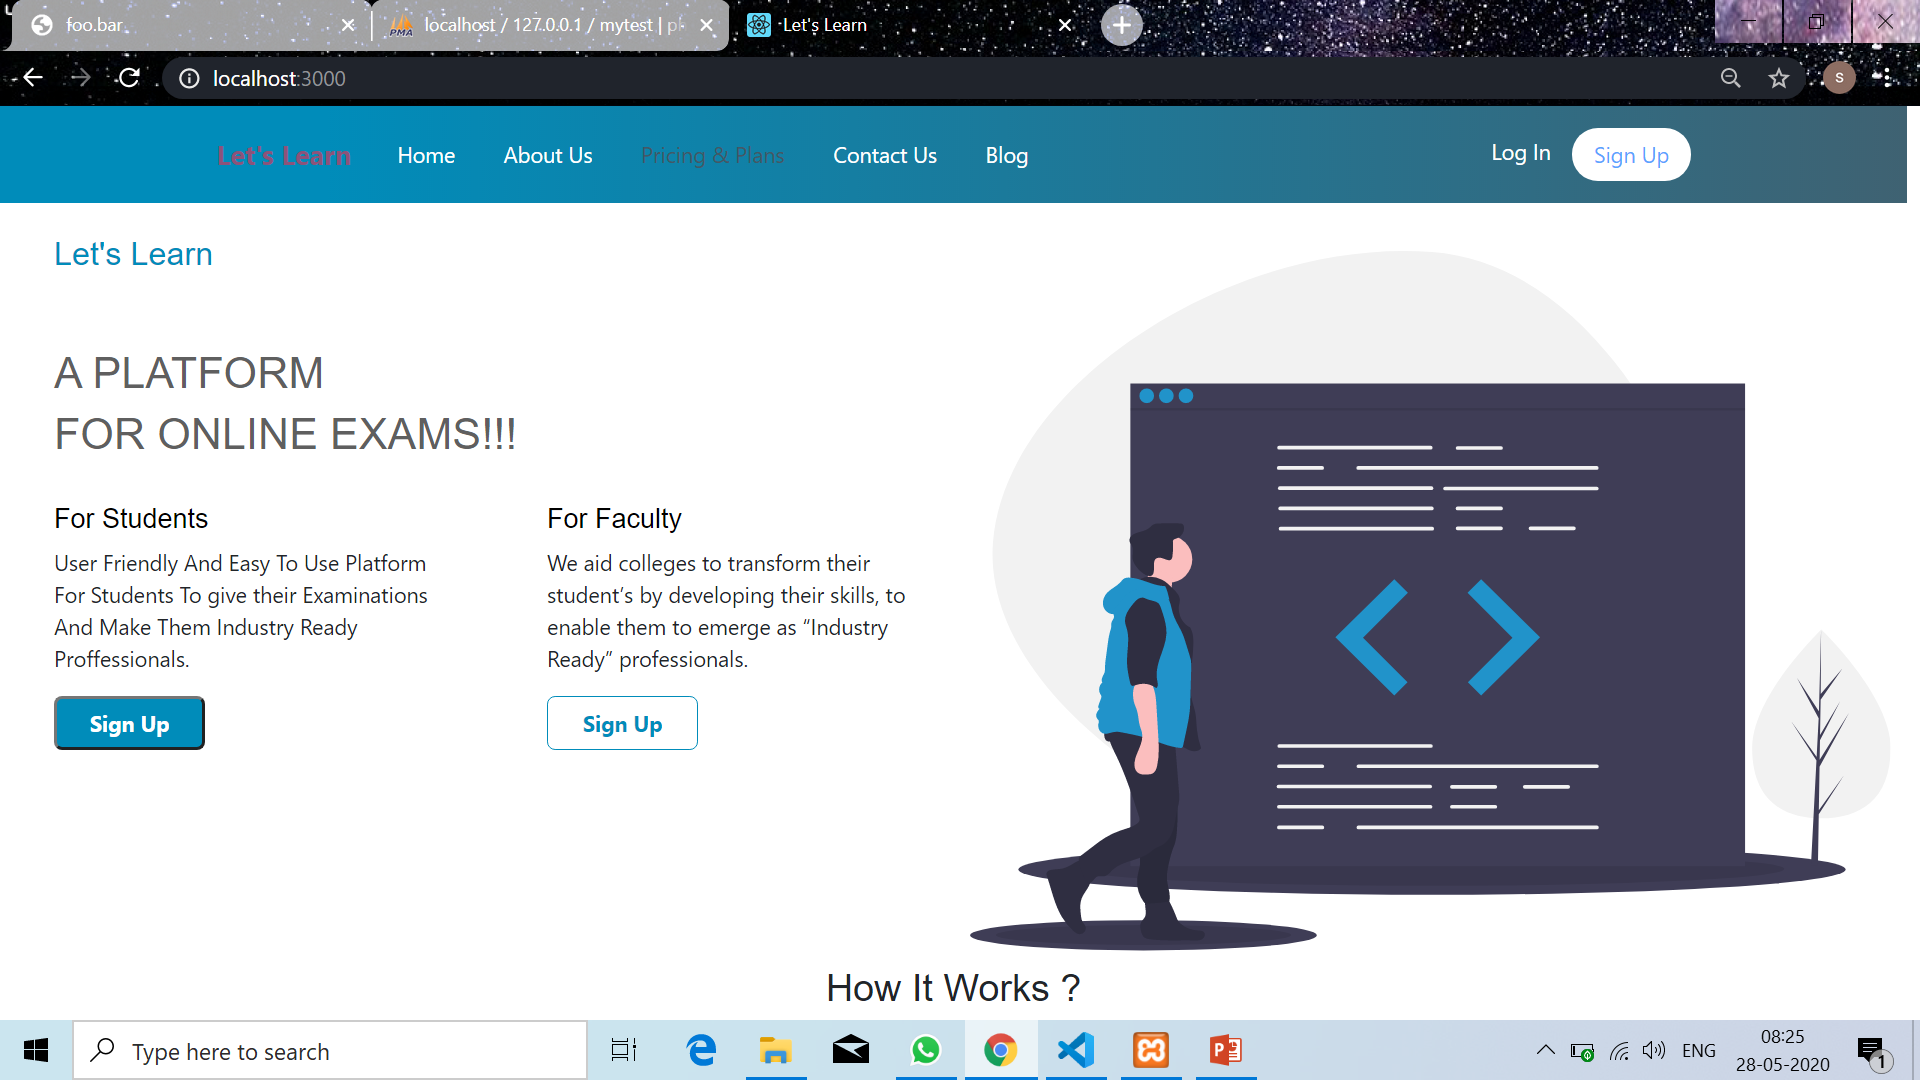 foo.bar
localhost / 127.0.0.1 / mytest | p
Let's Learn
localhost:3000
S
Let's Learn
Home
About Us
Pricing & Plans
Contact Us
Blog
Log In
Sign Up
Let's Learn
A PLATFORM
FOR ONLINE EXAMS!!!
For Students
User Friendly And Easy To Use Platform
For Students To give their Examinations
And Make Them Industry Ready
Proffessionals.
Sign Up
For Faculty
We aid colleges to transform their
student’s by developing their skills, to
enable them to emerge as “Industry
Ready” professionals.
Sign Up
How It Works ?
Type here to search
ENG
08:25
28-05-2020
1